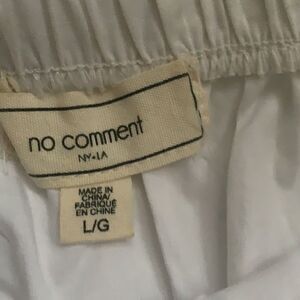 no comment
NY+LA
MADE IN
CHINA/
FABRIQUÉ
EN CHINE
L/G